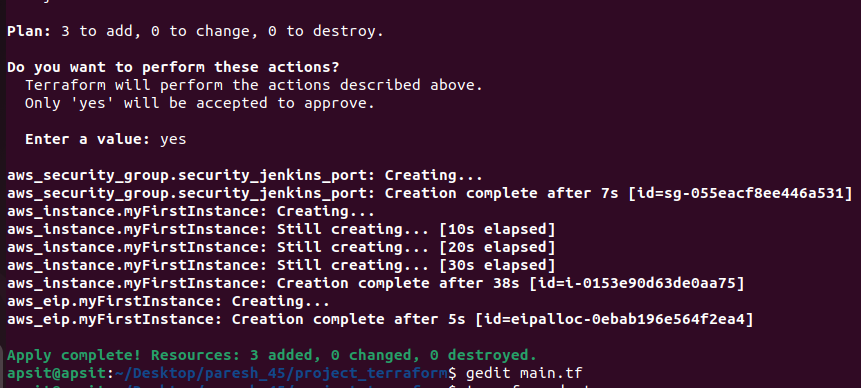 Plan: 3 to add, 0 to change, 0 to destroy.
Do you want to perform these actions?
Terraform will perform the actions described above.
Only 'yes' will be accepted to approve.
Enter a value: yes
aws_security_group.security_jenkins_port: Creating...
aws_security_group.security_jenkins_port: Creation complete after 7s [id=sg-055eacf8ee446a531]
aws_instance.myFirstInstance: Creating...
aws_instance.myFirstInstance: Still creating... [10s elapsed]
aws_instance.myFirstInstance: Still creating... [20s elapsed]
aws_instance.myFirstInstance: Still creating... [30s elapsed]
aws_instance.myFirstInstance: Creation complete after 38s [id=i-0153e90d63de0aa75]
aws_eip.myFirstInstance: Creating...
aws_eip.myFirstInstance: Creation complete after 5s [id=eipalloc-0ebab196e564f2ea4]
Apply complete! Resources: 3 added, 0 changed, 0 destroyed.
apsit@apsit:~/Desktop/paresh_45/project_terraform$ gedit main.tf